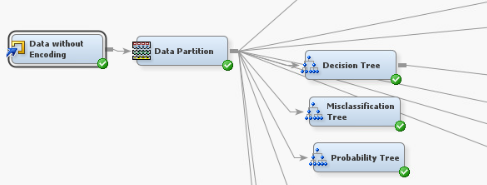 Data without
Encoding
Data Partition
Decision Tree
Misclassification
Tree
Probability Tree